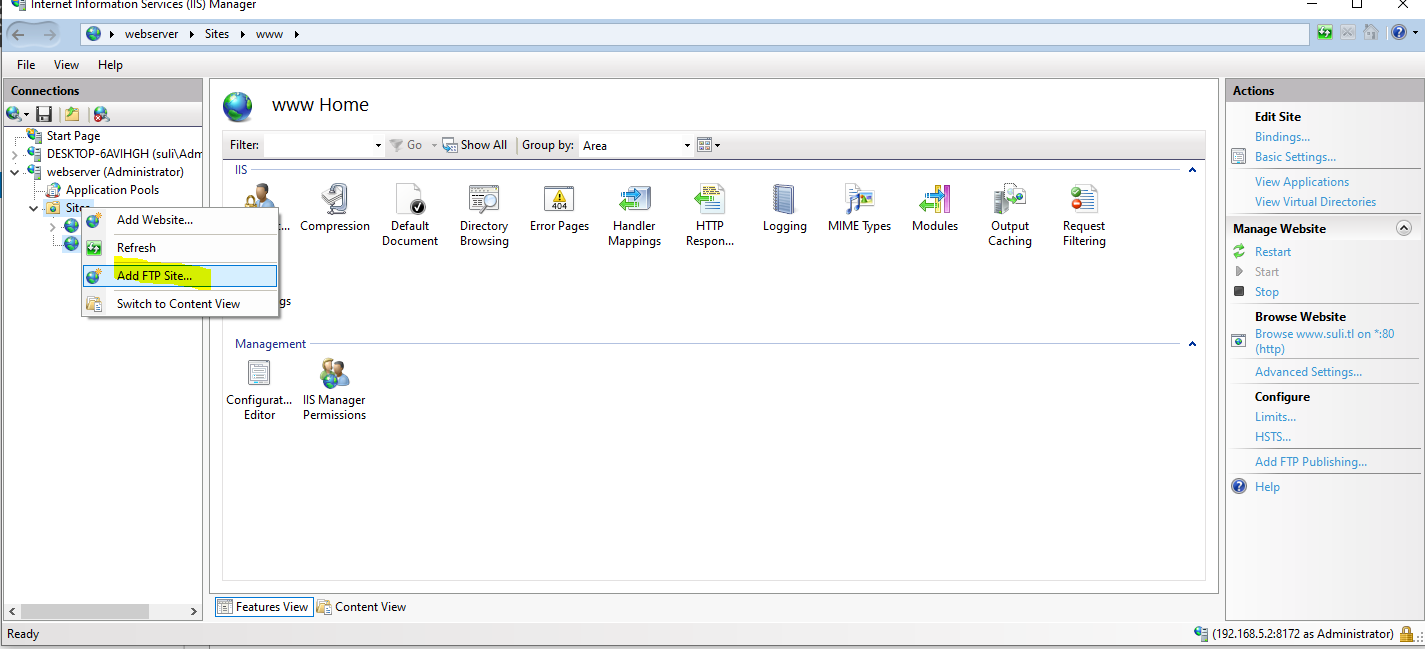 Internet Information Services (IIS) Manager
webserver
Sites
www
File
View
Help
Connections
Start Page
DESKTOP-6AVIHGH (suli\Adm
webserver (Administrator)
Application Pools
Sites
Add Website...
Refresh
Add FTP Site...
Switch to Content View
www Home
Filter:
Go
Show All
Group by:
Area
IIS
Compression
Default
Document
Directory
Browsing
Error Pages
404
Handler
Mappings
HTTP
Respon...
Logging
MIME Types
Modules
Output
Caching
Request
Filtering
gs
Management
Configurat...
Editor
IIS Manager
Permissions
Features View
Content View
Actions
Edit Site
Bindings...
Basic Settings...
View Applications
View Virtual Directories
Manage Website
Restart
Start
Stop
Browse Website
Browse www.suli.tl on *:80
(http)
Advanced Settings...
Configure
Limits...
HSTS...
Add FTP Publishing...
Help
Ready
(192.168.5.2:8172 as Administrator)